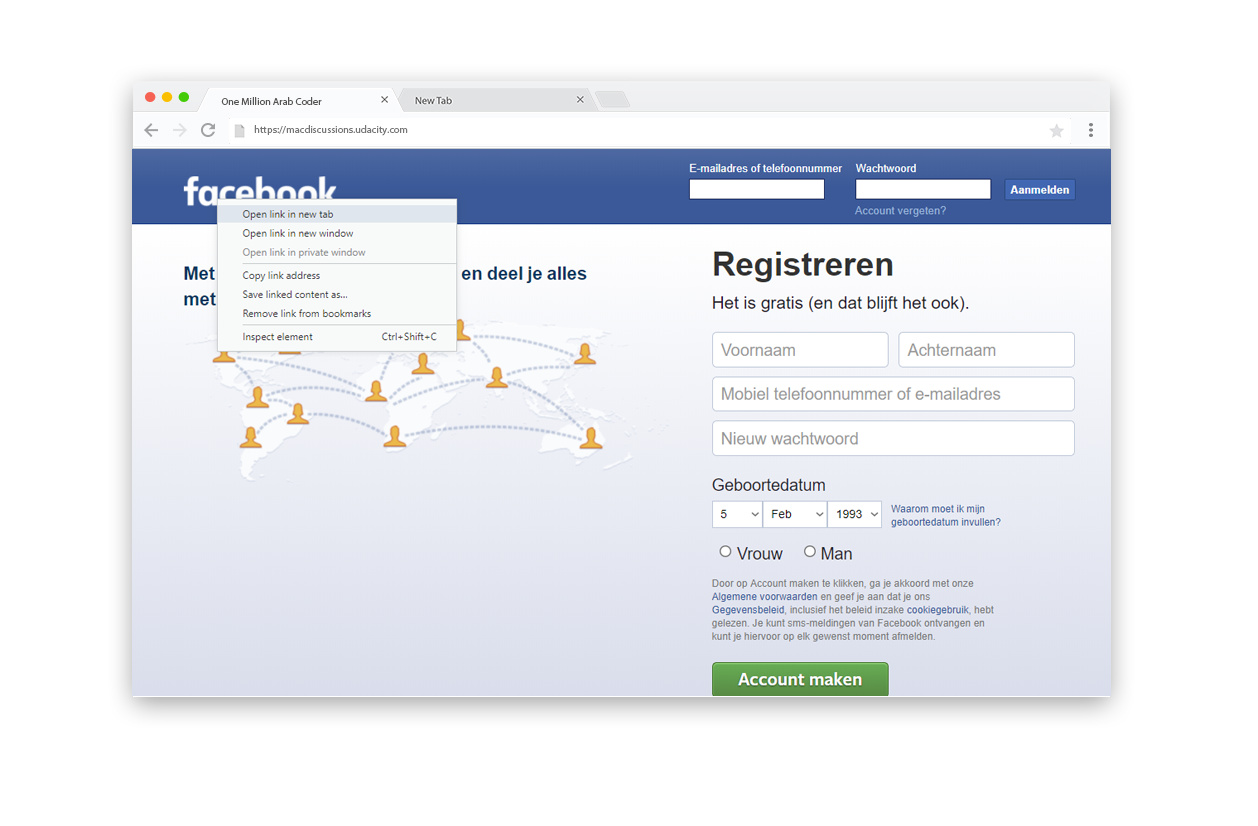 One Million Arab Coder
New Tab
https://macdiscussions.udacity.com
facebook
E-mailadres of telefoonnummer
Wachtwoord
Aanmelden
Account vergeten?
Open link in new tab
Open link in new window
Open link in private window
Copy link address
Save linked content as...
Remove link from bookmarks
Inspect element Ctrl+Shift+C
Met en deel je alles
met
Registreren
Het is gratis (en dat blijft het ook).
Voornaam
Achternaam
Mobiel telefoonnummer of e-mailadres
Nieuw wachtwoord
Geboortedatum
5 Feb 1993
Waarom moet ik mijn
geboortedatum invullen?
Vrouw Man
Door op Account maken te klikken, ga je akkoord met onze
Algemene voorwaarden en geef je aan dat je ons
Gegevensbeleid, inclusief het beleid inzake cookiegebruik, hebt
gelezen. Je kunt sms-meldingen van Facebook ontvangen en
kunt je hiervoor op elk gewenst moment afmelden.
Account maken